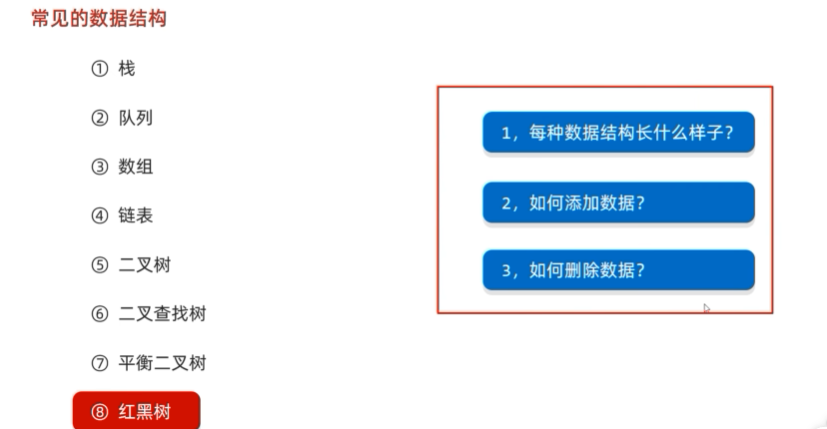 常见的数据结构
① 栈
② 队列
③ 数组
④ 链表
⑤ 二叉树
⑥ 二叉查找树
⑦ 平衡二叉树
⑧ 红黑树
1，每种数据结构长什么样子？
2，如何添加数据？
3，如何删除数据？